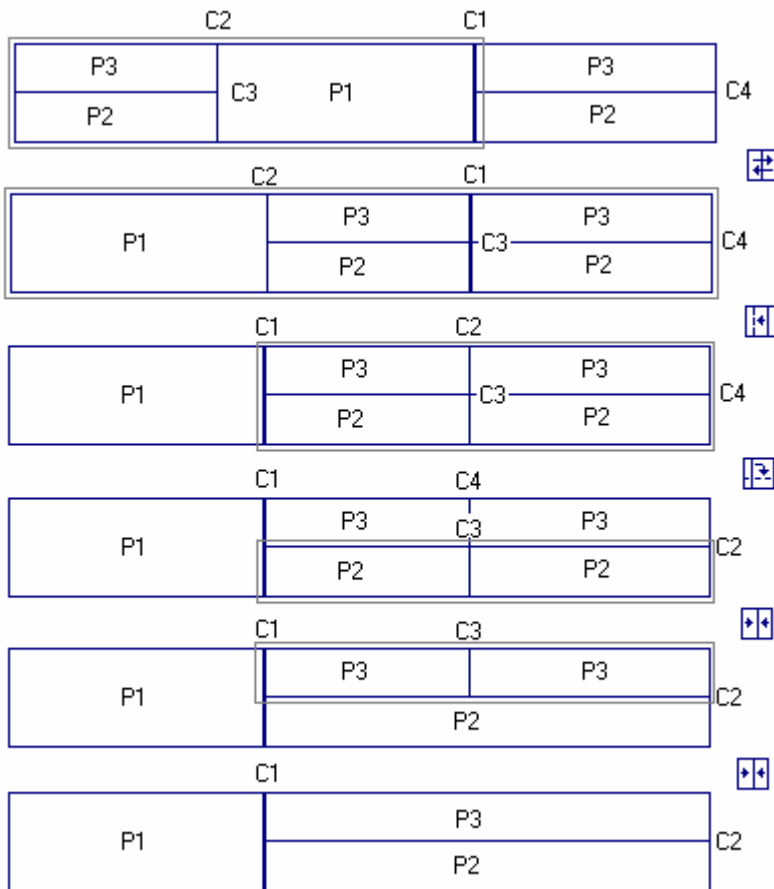 C2 C1
P3 P3
C3 P1 C4
P2 P2
C2 C1
P3 P3
P1 C3 C4
P2 P2
C1 C2
P3 P3
P1 C3 C4
P2 P2
C1 C4
P3 P3
C3
P1 C2
P2 P2
C1 C3
P3 P3
P1 C2
P2
C1
P3
P1 C2
P2